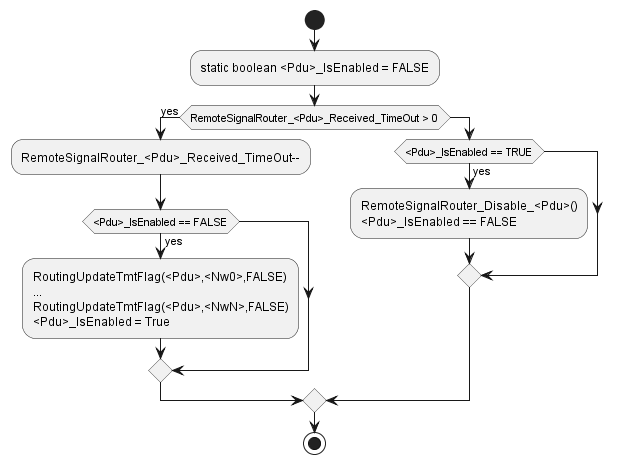 static boolean <Pdu>_IsEnabled = FALSE
yes
RemoteSignalRouter_<Pdu>_Received_TimeOut > 0
RemoteSignalRouter_<Pdu>_Received_TimeOut--
<Pdu>_IsEnabled == FALSE
yes
RoutingUpdateTmtFlag(<Pdu>,<Nw0>,FALSE)
...
RoutingUpdateTmtFlag(<Pdu>,<NwN>,FALSE)
<Pdu>_IsEnabled = True
<Pdu>_IsEnabled == TRUE
yes
RemoteSignalRouter_Disable_<Pdu>()
<Pdu>_IsEnabled == FALSE